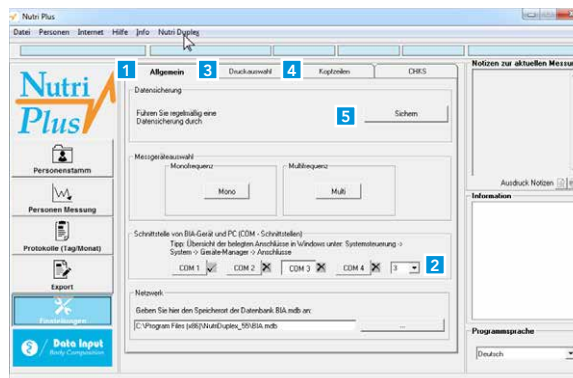 Nutri Plus
Datei Personen Internet Hilfe Info Nutri Duplex
1 Allgemein 3 Druckauswahl 4 Kopfzeilen CHKS
Notizen zur aktuellen Messu
Nutri
Plus
Datensicherung
Führen Sie regelmäßig eine
Datensicherung durch
5 Sichern
Messgeräteauswahl
Monofrequenz Multifrequenz
Mono Multi
Personenstamm
Personen Messung
Protokolle (Tag/Monat)
Export
Einstellungen
Data Input
Body Composition
Schnittstelle von BIA-Gerät und PC (COM - Schnittstellen)
Tipp: Übersicht der belegten Anschlüsse in Windows unter: Systemsteuerung ->
System -> Geräte-Manager -> Anschlüsse
COM 1 COM 2 COM 3 COM 4 3 2
Netzwerk
Geben Sie hier den Speicherort der Datenbank BIA.mdb an:
C:\Program Files (x86)\NutriDuplex_55\BIA.mdb ...
Ausdruck Notizen
Information
Programmsprache
Deutsch